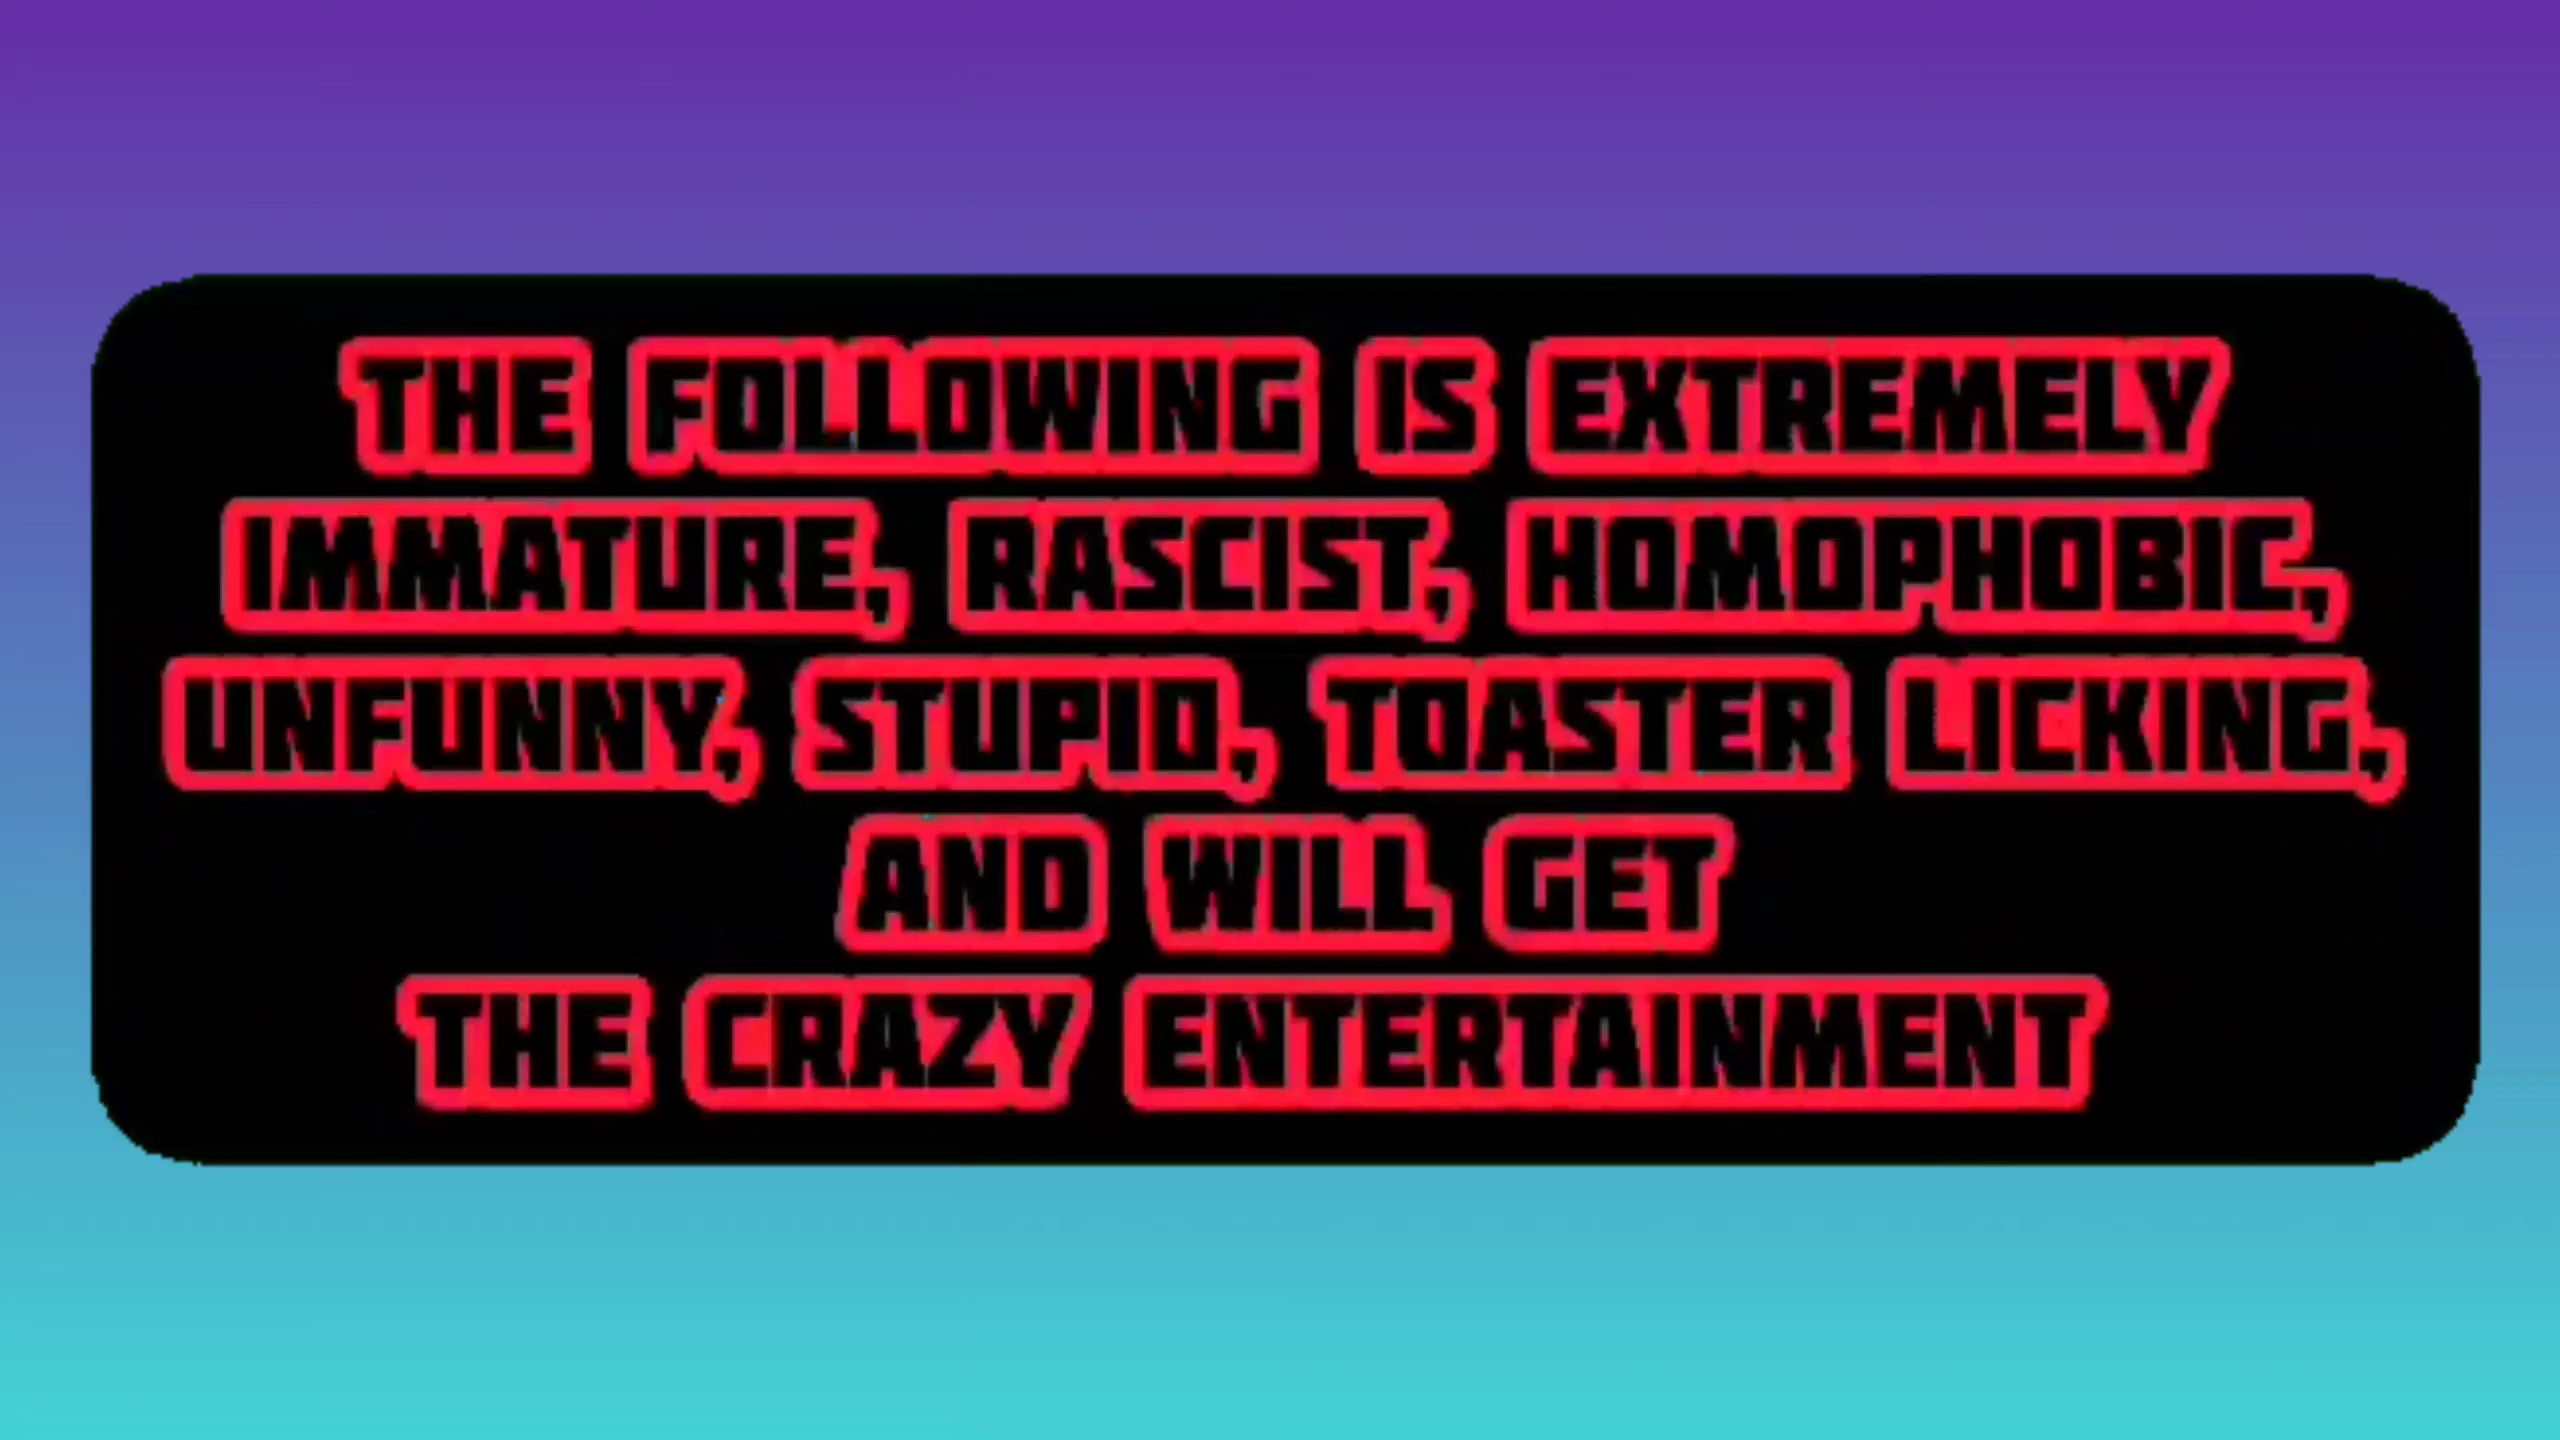 THE FOLLOWING IS EXTREMELY
IMMATURE, RASCIST, HOMOPHOBIC,
UNFUNNY, STUPID, TOASTER LICKING,
AND WILL GET
THE CRAZY ENTERTAINMENT